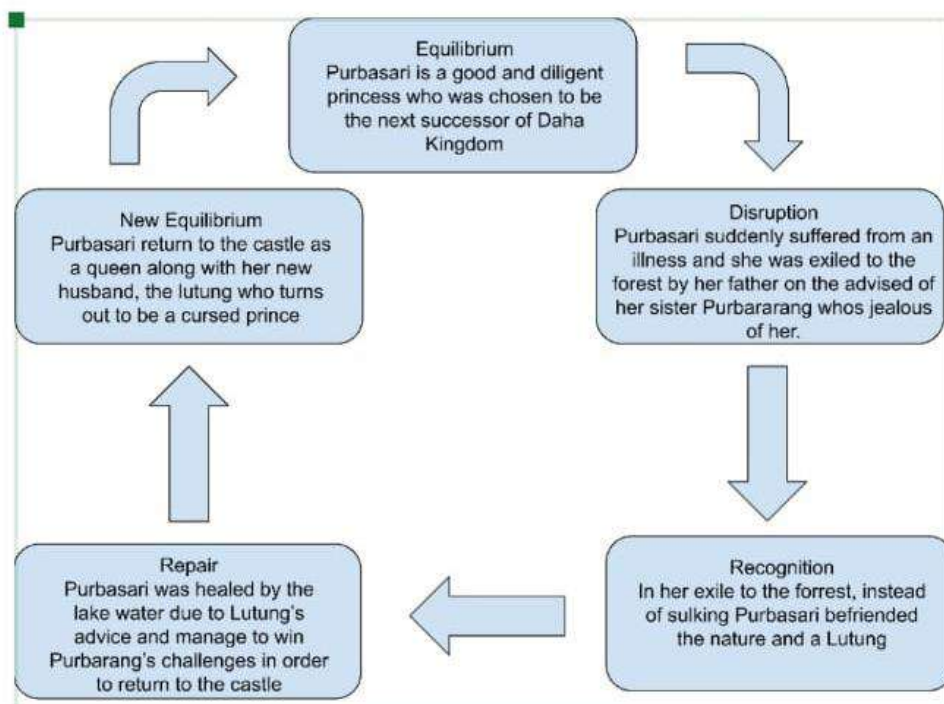 Equilibrium
Purbasari is a good and diligent
princess who was chosen to be
the next successor of Daha
Kingdom
Disruption
Purbasari suddenly suffered from an
illness and she was exiled to the
forest by her father on the advised of
her sister Purbararang whos jealous
of her.
Recognition
In her exile to the forrest, instead
of sulking Purbasari befriended
the nature and a Lutung
Repair
Purbasari was healed by the
lake water due to Lutung's
advice and manage to win
Purbarang's challenges in order
to return to the castle
New Equilibrium
Purbasari return to the castle as
a queen along with her new
husband, the lutung who turns
out to be a cursed prince